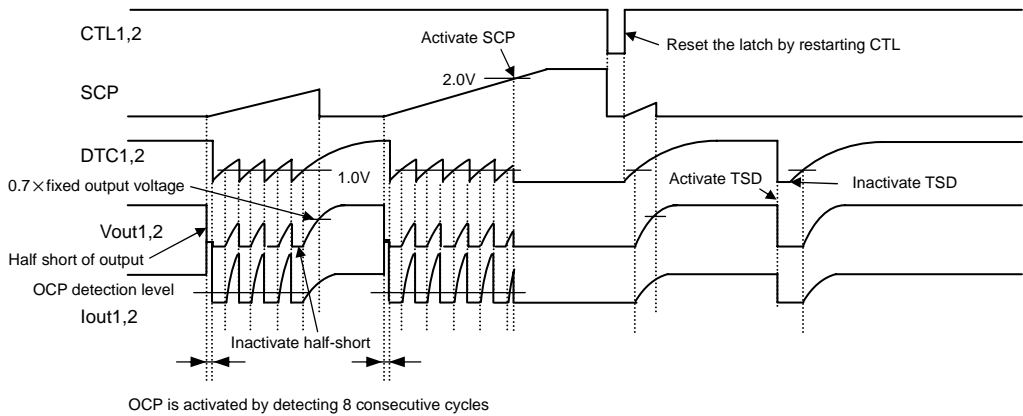 CTL1,2
Activate SCP
Reset the latch by restarting CTL
2.0V
SCP
DTC1,2
1.0V
0.7×fixed output voltage
Activate TSD
Inactivate TSD
Vout1,2
Half short of output
OCP detection level
Iout1,2
Inactivate half-short
OCP is activated by detecting 8 consecutive cycles